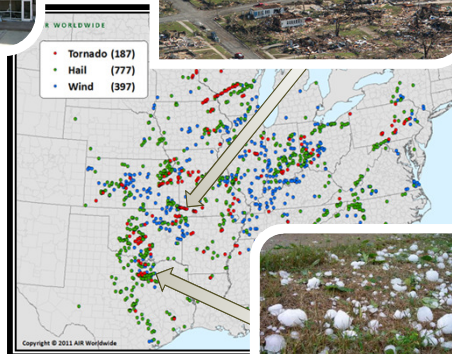 AIR WORLDWIDE
Tornado (187)
Hail (777)
Wind (397)
Copyright © 2011 AIR Worldwide